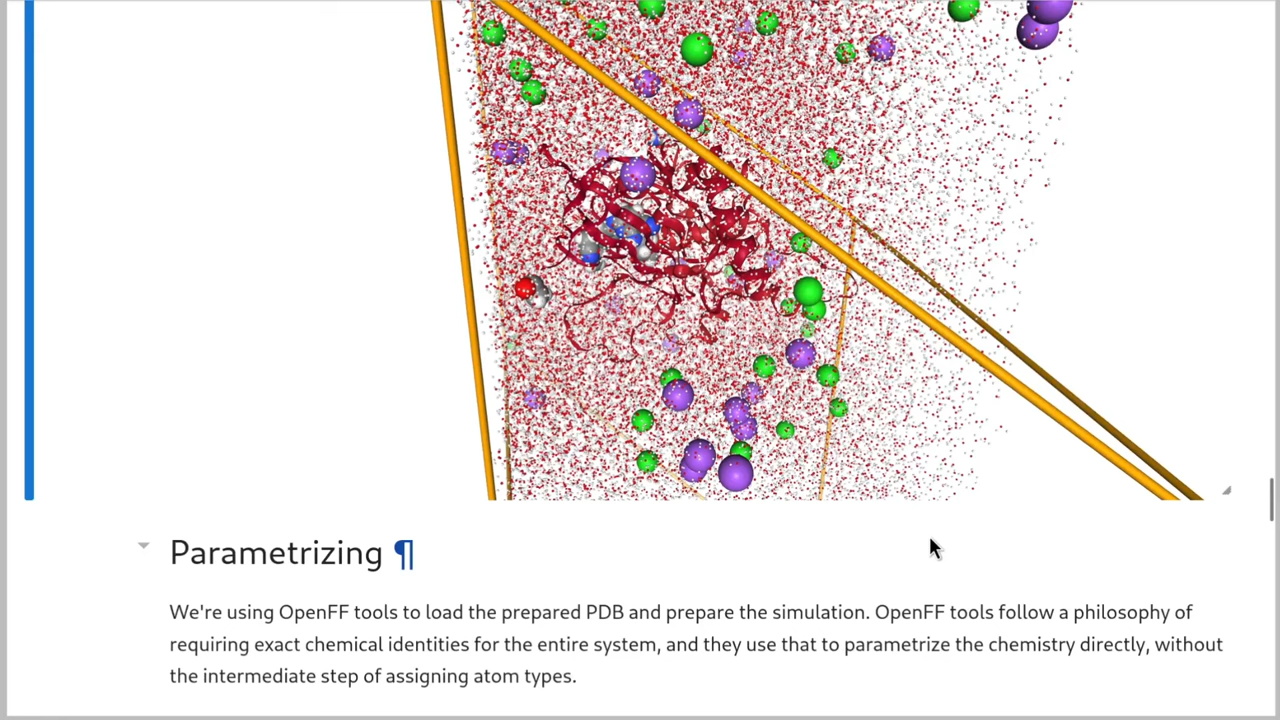 Parametrizing ¶
We're using OpenFF tools to load the prepared PDB and prepare the simulation. OpenFF tools follow a philosophy of
requiring exact chemical identities for the entire system, and they use that to parametrize the chemistry directly, without
the intermediate step of assigning atom types.